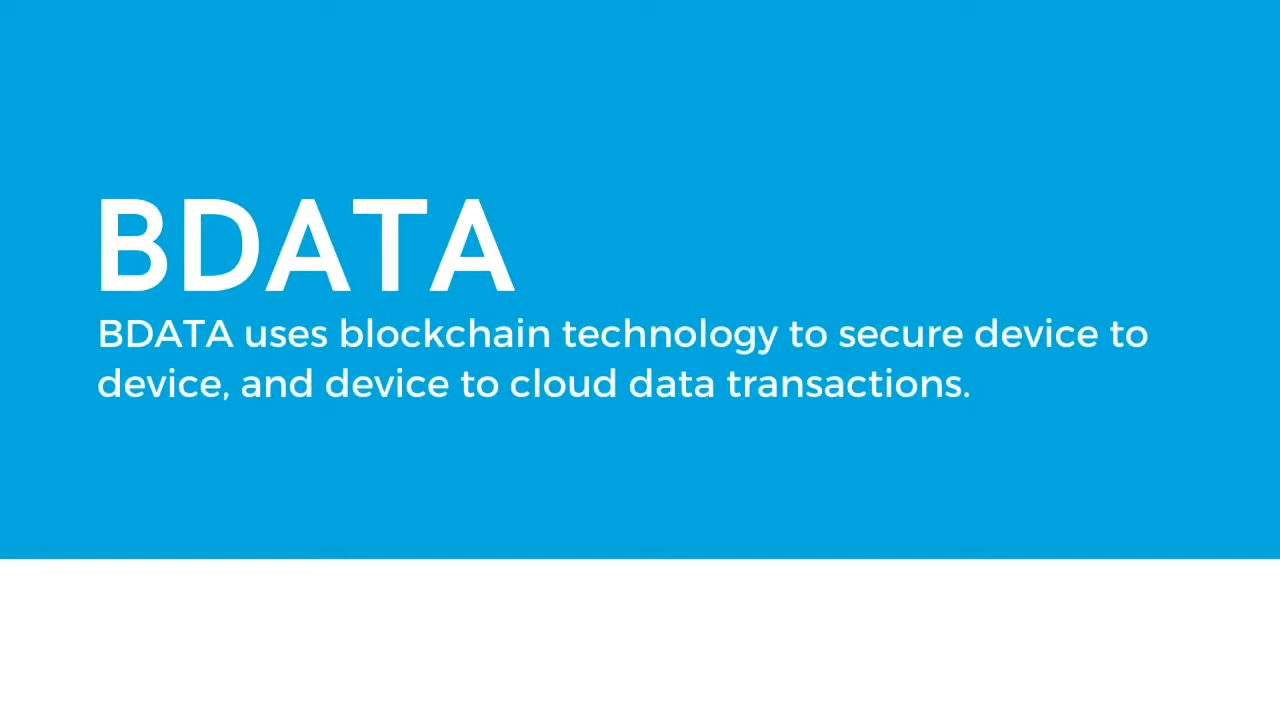 BDATA
BDATA uses blockchain technology to secure device to
device, and device to cloud data transactions.